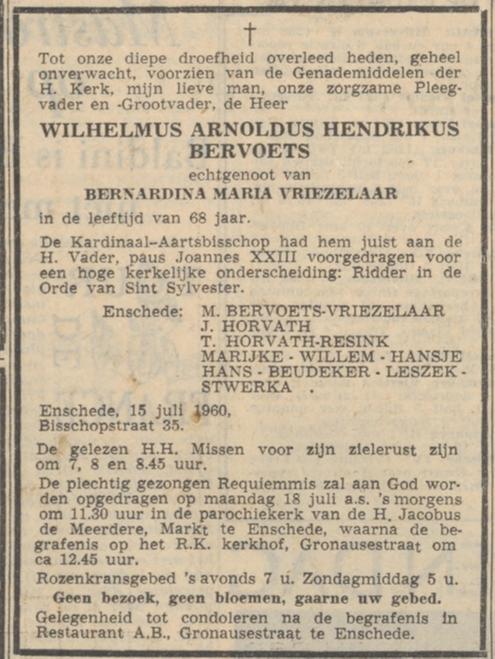 Tot onze diepe droefheid overleed heden, geheel
onverwacht, voorzien van de Genademiddelen der
H. Kerk, mijn lieve man, onze zorgzame Pleeg-
vader en -Grootvader, de Heer
WILHELMUS ARNOLDUS HENDRIKUS
BERVOETS
echtgenoot van
BERNARDINA MARIA VRIEZELAAR
in de leeftijd van 68 jaar.
De Kardinaal-Aartsbisschop had hem juist aan de
H. Vader, paus Joannes XXIII voorgedragen voor
een hoge kerkelijke onderscheiding: Ridder in de
Orde van Sint Sylvester.
Enschede: M. BERVOETS-VRIEZELAAR
J. HORVATH
T. HORVATH-RESINK
MARIJKE - WILLEM - HANSJE
HANS - BEUDEKER - LESZEK -
STWERKA .
Enschede, 15 juli 1960,
Bisschopstraat 35.
De gelezen H.H. Missen voor zijn zielerust zijn
om 7, 8 en 8.45 uur.
De plechtig gezongen Requiemmis zal aan God wor-
den opgedragen op maandag 18 juli a.s. 's morgens
om 11.30 uur in de parochiekerk van de H. Jacobus
de Meerdere, Markt te Enschede, waarna de be-
grafenis op het R.K. kerkhof, Gronausestraat om
ca 12.45 uur.
Rozenkransgebed 's avonds 7 u. Zondagmiddag 5 u.
Geen bezoek, geen bloemen, gaarne uw gebed.
Gelegenheid tot condoleren na de begrafenis in
Restaurant A.B., Gronausestraat te Enschede.